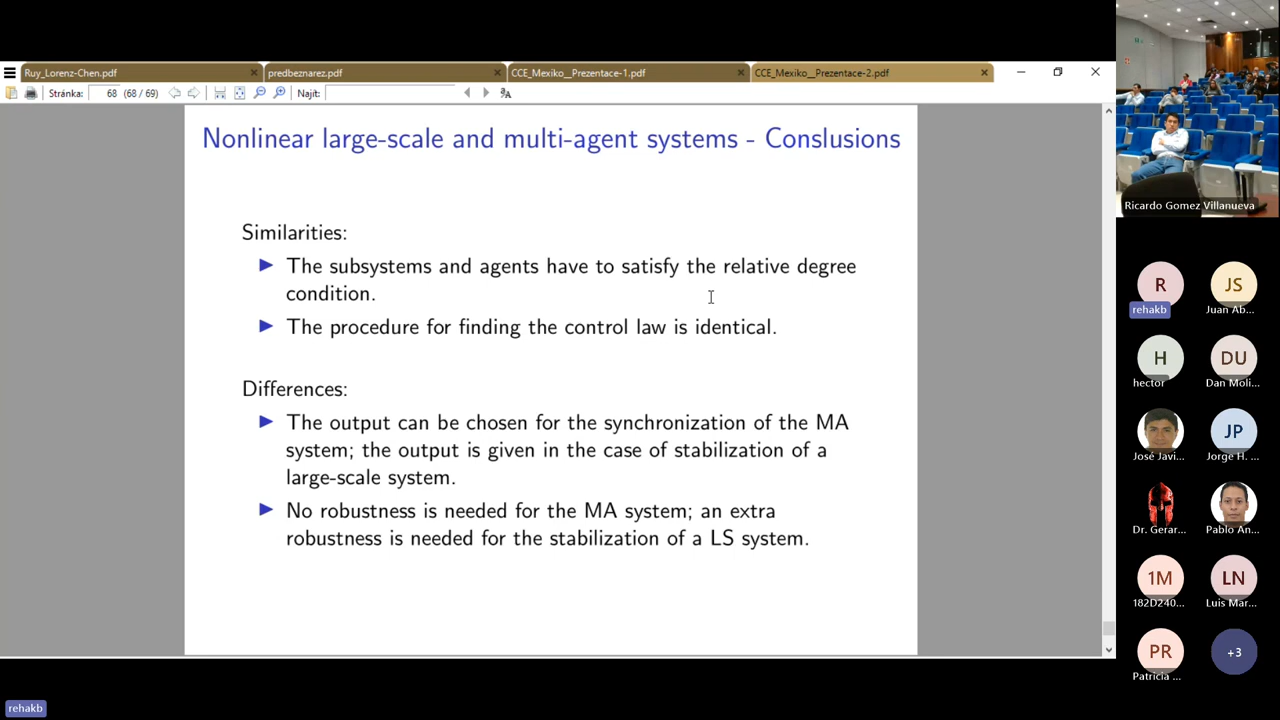 Ruy_Lorenz-Chen.pdf
predbeznarez.pdf
CCE_Mexiko__Prezentace-1.pdf
CCE_Mexiko__Prezentace-2.pdf
Stránka: 68 (68 / 69)
Najít:
Nonlinear large-scale and multi-agent systems - Conslusions
Similarities:
The subsystems and agents have to satisfy the relative degree
condition.
The procedure for finding the control law is identical.
Differences:
The output can be chosen for the synchronization of the MA
system; the output is given in the case of stabilization of a
large-scale system.
No robustness is needed for the MA system; an extra
robustness is needed for the stabilization of a LS system.
Ricardo Gomez Villanueva
R
JS
rehakb
Juan Ab...
H
DU
hector
Dan Moli...
JP
José Javi...
Jorge H. ...
Dr. Gerar...
Pablo An...
1M
LN
182D240...
Luis Mar...
PR
+3
Patricia ...
rehakb